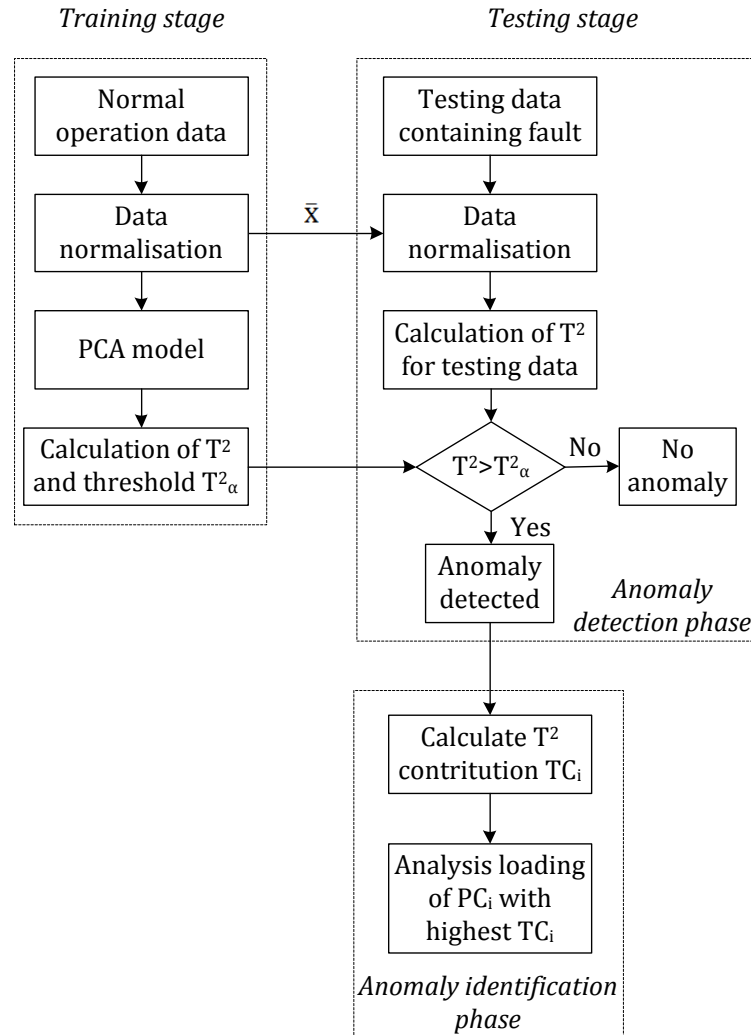 Training stage
Testing stage
Normal
operation data
Data
normalisation
PCA model
Calculation of T²
and threshold T²α
x̄
Testing data
containing fault
Data
normalisation
Calculation of T²
for testing data
T²>T²α
No
No
anomaly
Yes
Anomaly
detected
Anomaly
detection phase
Calculate T²
contritution TCᵢ
Analysis loading
of PCᵢ with
highest TCᵢ
Anomaly identification
phase